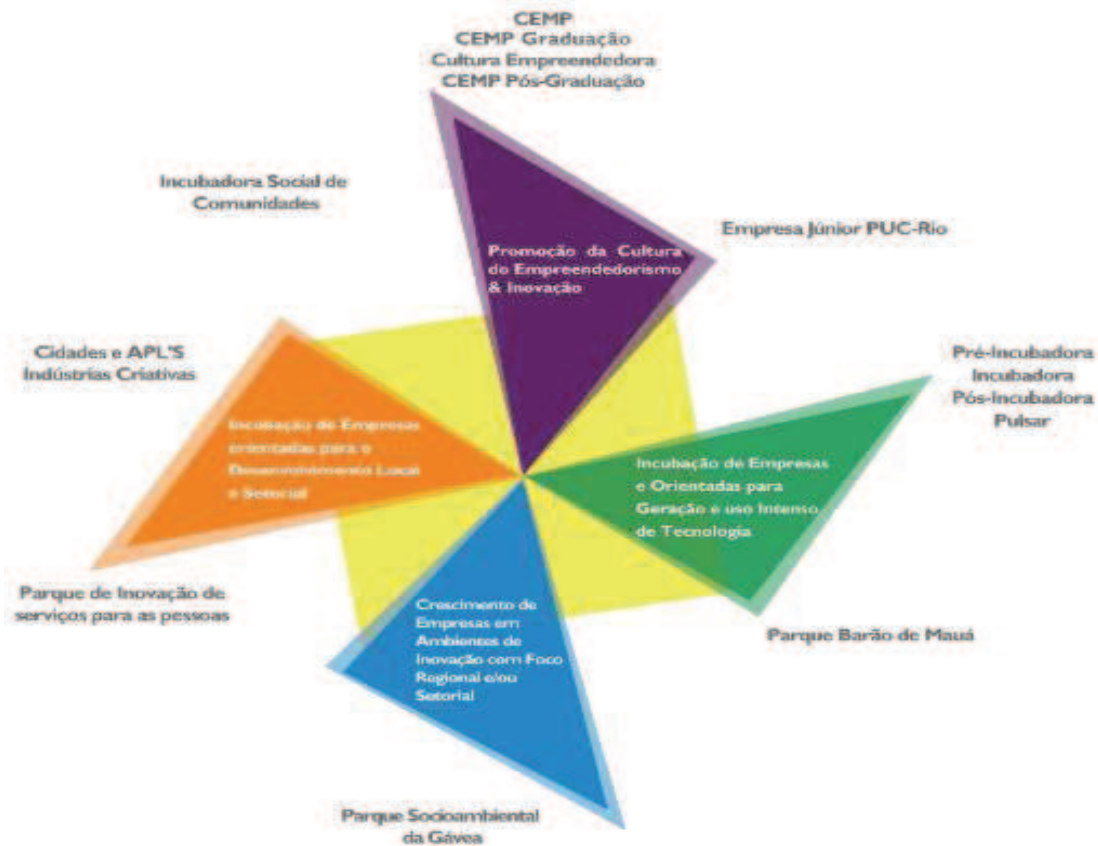 CEMP
CEMP Graduação
Cultura Empreendedora
CEMP Pós-Graduação
Incubadora Social de
Comunidades
Empresa Júnior PUC-Rio
Promoção da Cultura
do Empreendedorismo
& Inovação
Cidades e APL'S
Indústrias Criativas
Pré-Incubadora
Incubadora
Pós-Incubadora
Pulsar
Incubação de Empresas
orientadas para o
Desenvolvimento Local
e Setorial
Incubação de Empresas
e Orientadas para
Geração e uso Intenso
de Tecnologia
Parque de Inovação de
serviços para as pessoas
Crescimento de
Empresas em
Ambientes de
Inovação com Foco
Regional e/ou
Setorial
Parque Barão de Mauá
Parque Socioambiental
da Gávea